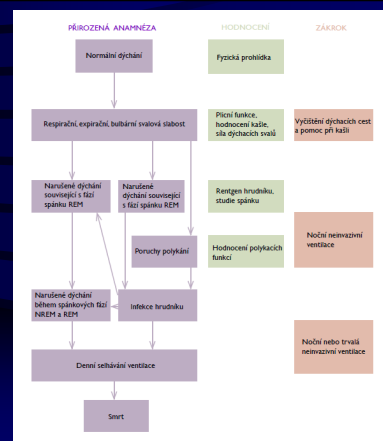 PŘIROZENÁ ANAMNÉZA
HODNOCENÍ
ZÁKROK
Normální dýchání
Fyzická prohlídka
Respirační, expirační, bulbární svalová slabost
Plicní funkce,
hodnocení kašle,
síla dýchacích svalů
Vyčištění dýchacích cest
a pomoc při kašli
Narušené dýchání
související s fází
spánku REM
Narušené
dýchání
související
s fází
spánku REM
Rentgen hrudníku,
studie spánku
Noční neinvazivní
ventilace
Poruchy polykání
Hodnocení polykacích
funkcí
Narušené dýchání
během spánkových fází
NREM a REM
Infekce hrudníku
Noční nebo trvalá
neinvazivní ventilace
Denní selhávání ventilace
Smrt